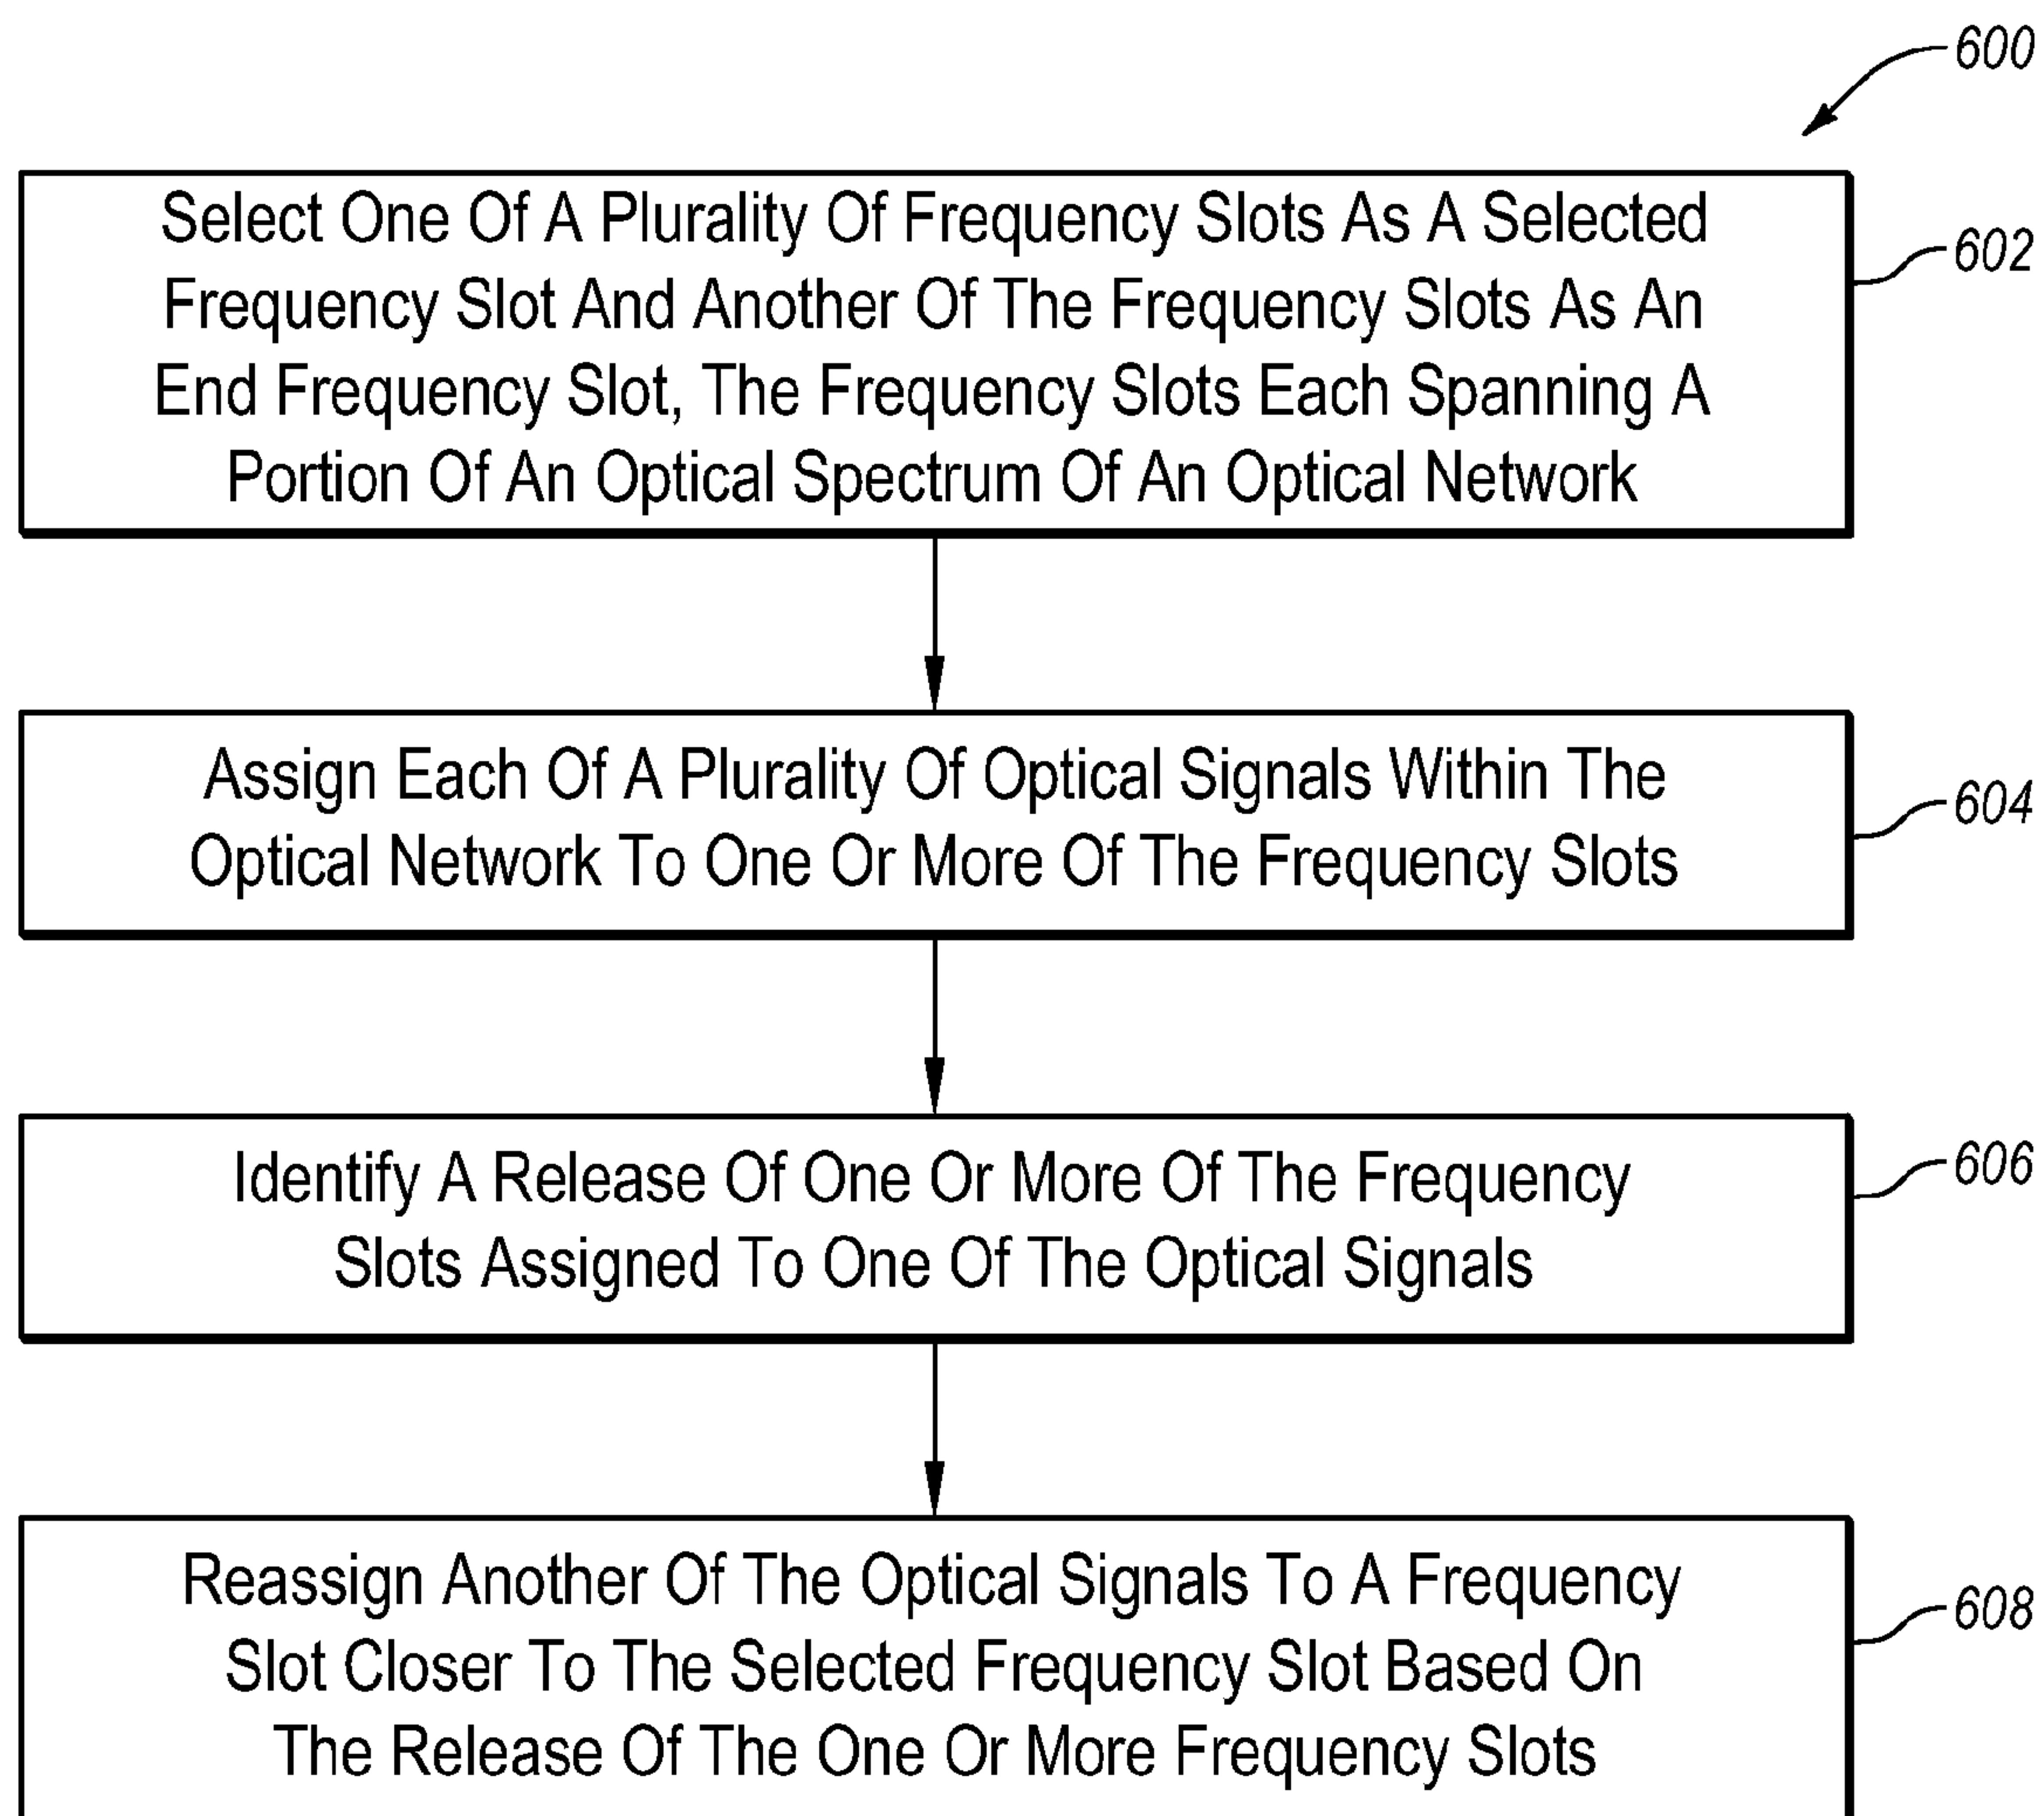 600
Select One Of A Plurality Of Frequency Slots As A Selected
Frequency Slot And Another Of The Frequency Slots As An
End Frequency Slot, The Frequency Slots Each Spanning A
Portion Of An Optical Spectrum Of An Optical Network
602
Assign Each Of A Plurality Of Optical Signals Within The
Optical Network To One Or More Of The Frequency Slots
604
Identify A Release Of One Or More Of The Frequency
Slots Assigned To One Of The Optical Signals
606
Reassign Another Of The Optical Signals To A Frequency
Slot Closer To The Selected Frequency Slot Based On
The Release Of The One Or More Frequency Slots
608